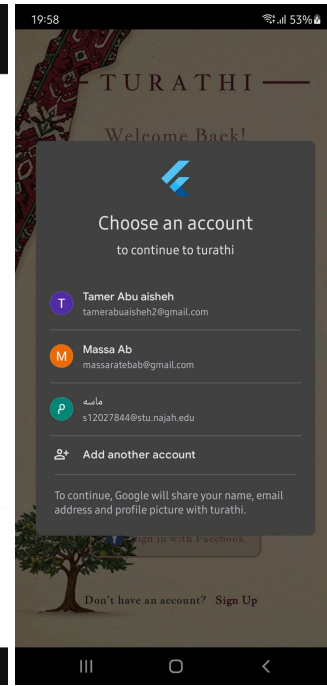 19:58
53%
TURATHI
Welcome Back!
Choose an account
to continue to turathi
T
Tamer Abu aisheh
tamerabuaisheh2@gmail.com
M
Massa Ab
massaratebab@gmail.com
ماسه
s12027844@stu.najah.edu
Add another account
To continue, Google will share your name, email
address and profile picture with turathi.
Sign in with Facebook
Don't have an account? Sign Up